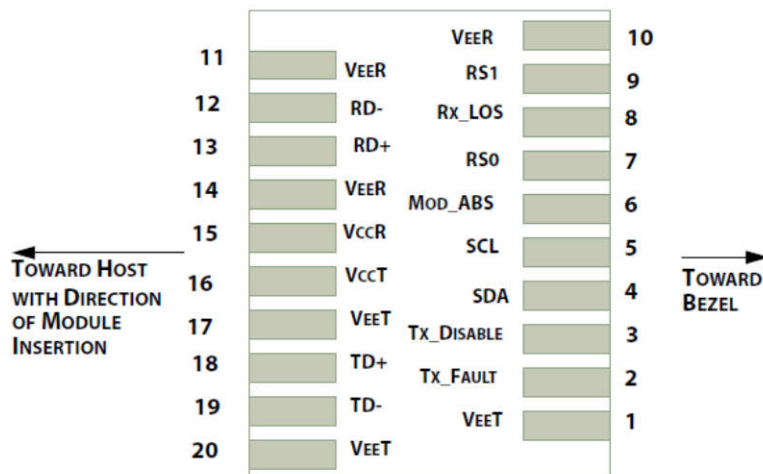 VEER 10
11 VEER
RS1 9
12 RD-
RX_LOS 8
13 RD+
RS0 7
14 VEER
MOD_ABS 6
15 VCCR
SCL 5
16 VCCT
SDA 4
17 VEET
TX_DISABLE 3
18 TD+
TX_FAULT 2
19 TD-
VEET 1
20 VEET
TOWARD HOST
WITH DIRECTION
OF MODULE
INSERTION
TOWARD
BEZEL